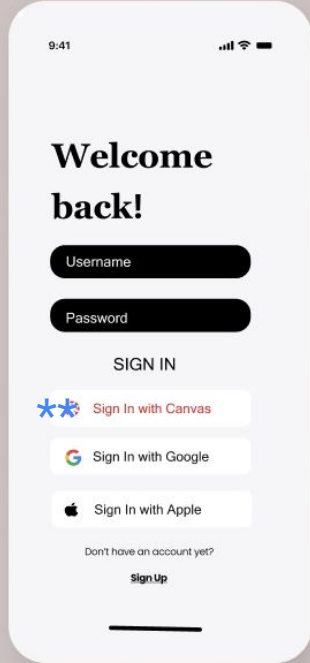 9:41
Welcome
back!
Username
Password
SIGN IN
** Sign In with Canvas
Sign In with Google
Sign In with Apple
Don't have an account yet?
Sign Up